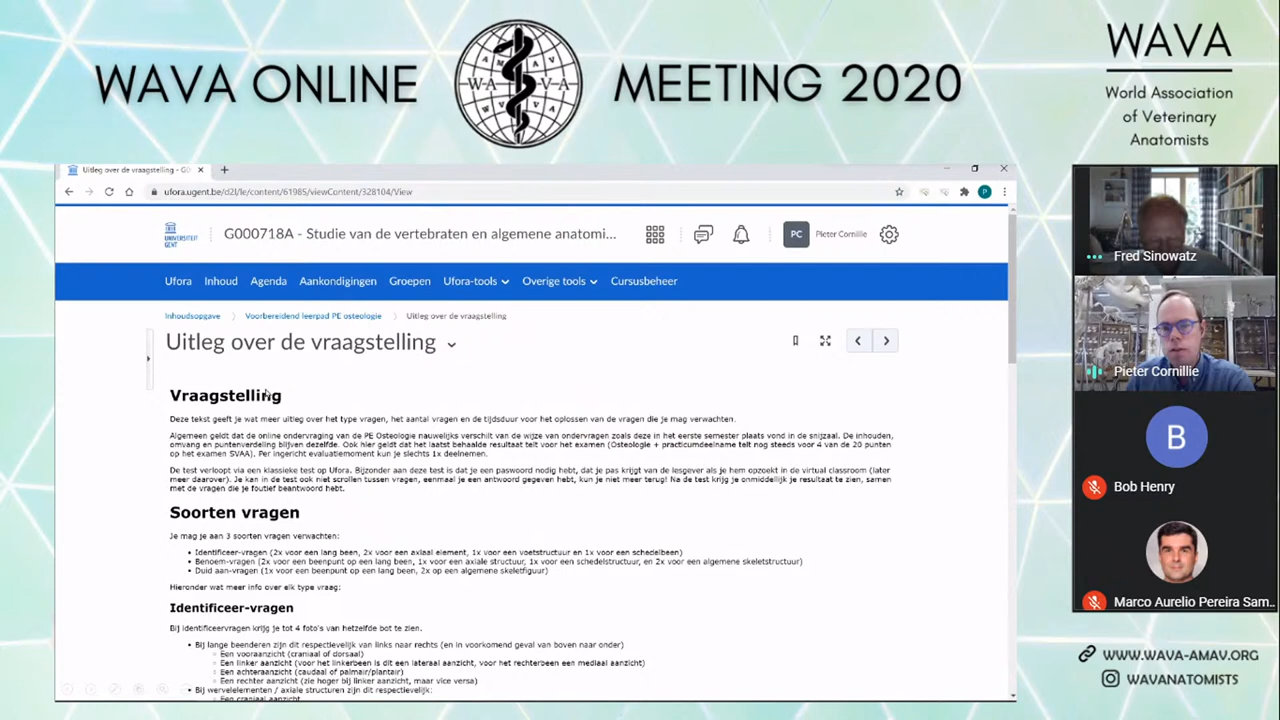 WAVA ONLINE MEETING 2020
WAVA
World Association
of Veterinary
Anatomists
ufora.ugent.be/d2l/le/content/61985/viewContent/328104/View
UNIVERSITEIT
GENT
G000718A - Studie van de vertebraten en algemene anatomi...
PC
Pieter Cornillie
Ufora Inhoud Agenda Aankondigingen Groepen Ufora-tools Overige tools Cursusbeheer
Inhoudsopgave Voorbereidend leerpad PE osteologie Uitleg over de vraagstelling
Uitleg over de vraagstelling
Vraagstelling
Deze tekst geeft je wat meer uitleg over het type vragen, het aantal vragen en de tijdsduur voor het oplossen van de vragen die je mag verwachten.
Algemeen geldt dat de online ondervraging van de PE Osteologie nauwelijks verschilt van de wijze van ondervragen zoals deze in het eerste semester plaats vond in de snijzaal. De inhouden,
omvang en puntenverdeling blijven dezelfde. Ook hier geldt dat het laatst behaalde resultaat telt voor het examen (Osteologie + practicumdeelname telt nog steeds voor 4 van de 20 punten
op het examen SVAA). Per ingericht evaluatiemoment kun je slechts 1x deelnemen.
De test verloopt via een klassieke test op Ufora. Bijzonder aan deze test is dat je een paswoord nodig hebt, dat je pas krijgt van de lesgever als je hem opzoekt in de virtual classroom (later
meer daarover). Je kan in de test ook niet scrollen tussen vragen, eenmaal je een antwoord gegeven hebt, kun je niet meer terug! Na de test krijg je onmiddellijk je resultaat te zien, samen
met de vragen die je foutief beantwoord hebt.
Soorten vragen
Je mag je aan 3 soorten vragen verwachten:
• Identificeer-vragen (2x voor een lang been, 2x voor een axiaal element, 1x voor een voetstructuur en 1x voor een schedelbeen)
• Benoem-vragen (2x voor een beenpunt op een lang been, 1x voor een axiale structuur, 1x voor een schedelstructuur, en 2x voor een algemene skeletstructuur)
• Duid aan-vragen (1x voor een beenpunt op een lang been, 2x op een algemene skeletfiguur)
Hieronder wat meer info over elk type vraag:
Identificeer-vragen
Bij identificeervragen krijg je tot 4 foto's van hetzelfde bot te zien.
• Bij lange beenderen zijn dit respectievelijk van links naar rechts (en in voorkomend geval van boven naar onder)
Een vooraanzicht (craniaal of dorsaal)
Een linker aanzicht (voor het linkerbeen is dit een lateraal aanzicht, voor het rechterbeen een mediaal aanzicht)
Een achteraanzicht (caudaal of palmair/plantair)
Een rechter aanzicht (zie hoger bij linker aanzicht, maar vice versa)
• Bij wervelelementen / axiale structuren zijn dit respectievelijk:
Een craniaal aanzicht
Fred Sinowatz
Pieter Cornillie
B
Bob Henry
Marco Aurelio Pereira Sam...
WWW.WAVA-AMAV.ORG
WAVANATOMISTS